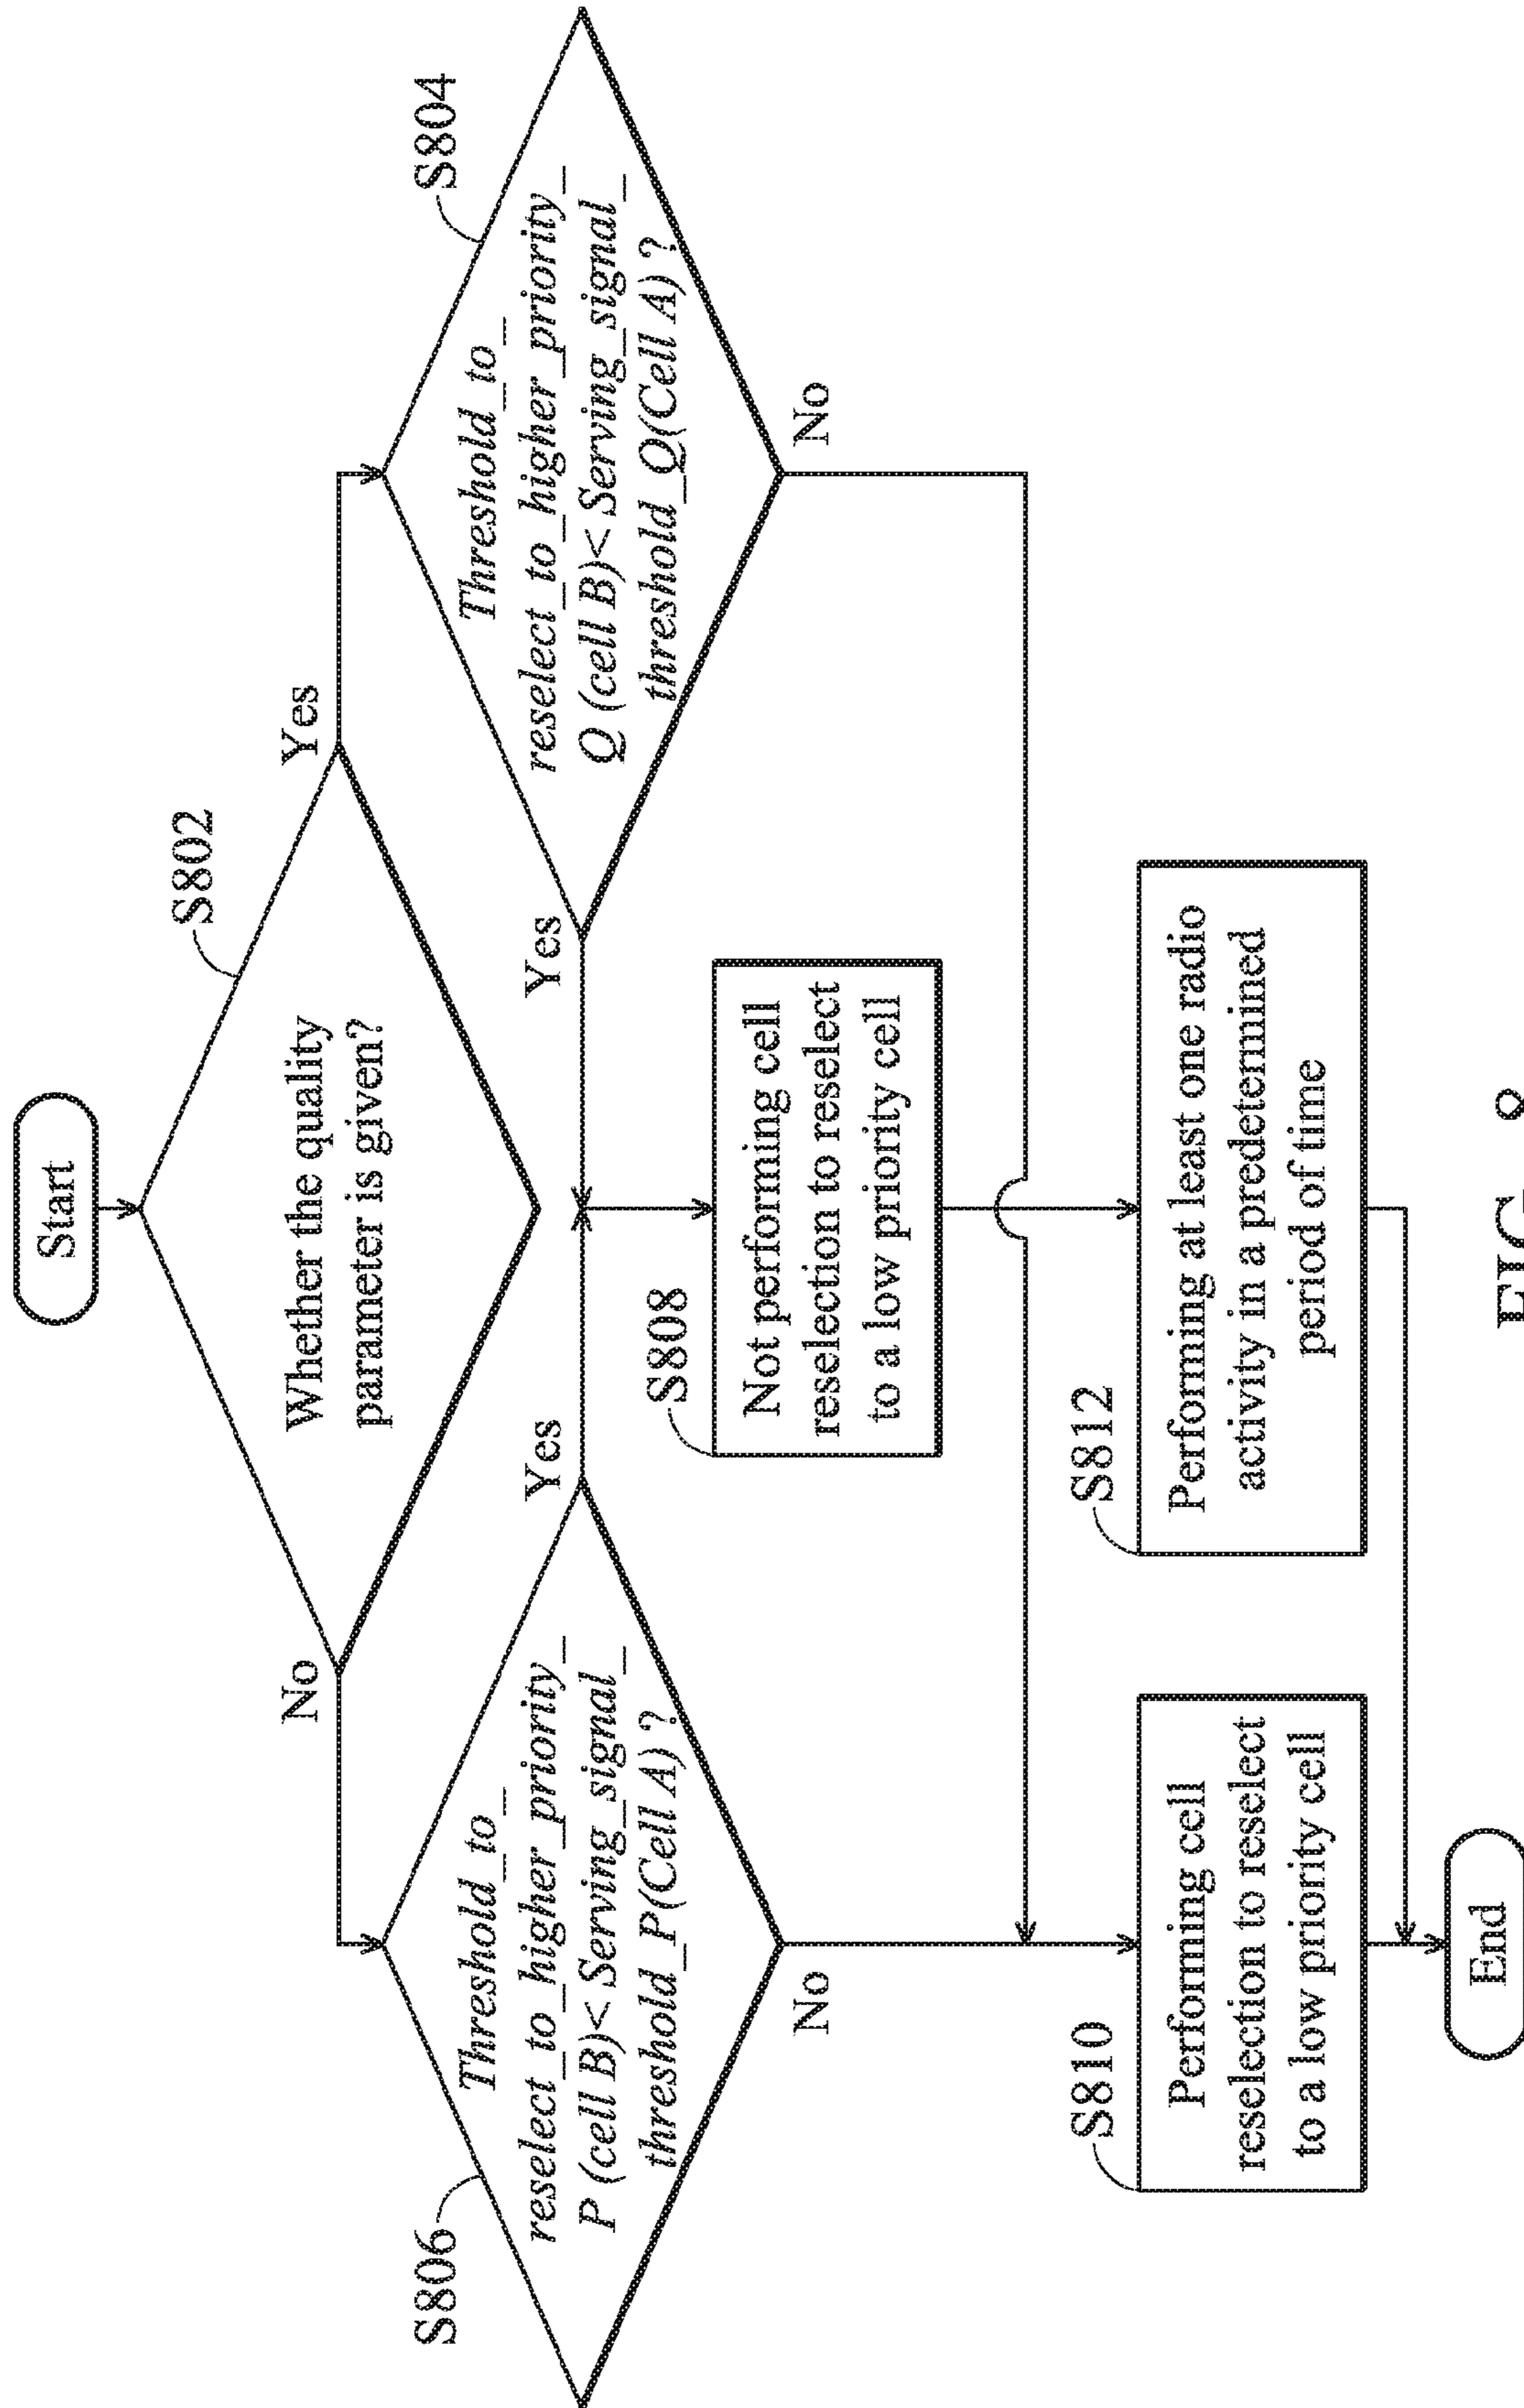 Start
S802
Whether the quality
parameter is given?
No
Yes
S806
Threshold_to_
reselect_to_higher_priority_
P (cell B)< Serving_signal_
threshold_P(Cell A) ?
Yes
No
S804
Threshold_to_
reselect_to_higher_priority_
Q (cell B)< Serving_signal_
threshold_Q(Cell A) ?
Yes
No
S808
Not performing cell
reselection to reselect
to a low priority cell
S810
Performing cell
reselection to reselect
to a low priority cell
S812
Performing at least one radio
activity in a predetermined
period of time
End
FIG. 8